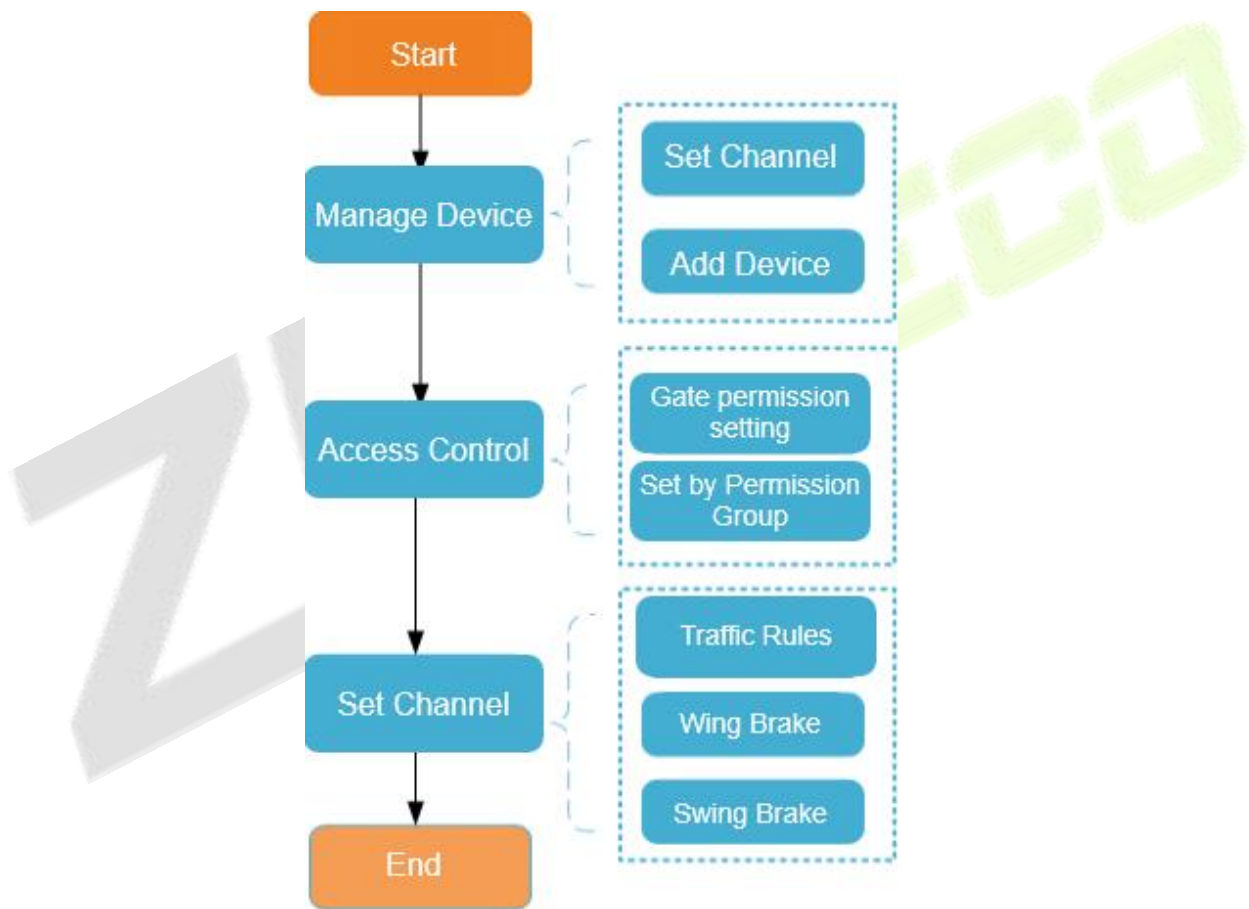 Start
Set Channel
Manage Device
Add Device
Gate permission
setting
Access Control
Set by Permission
Group
Traffic Rules
Set Channel
Wing Brake
Swing Brake
End